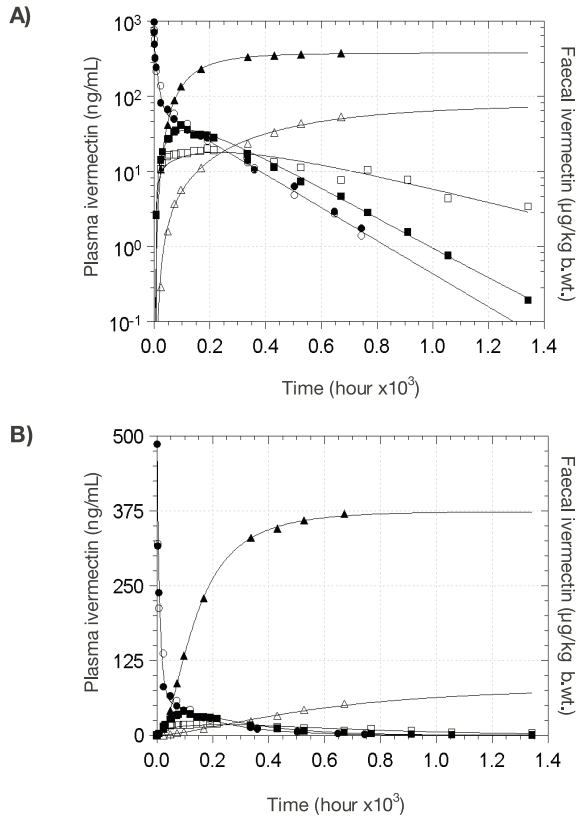 A)
10³
10²
10¹
10⁰
10⁻¹
Plasma ivermectin (ng/mL)
Faecal ivermectin (µg/kg b.wt.)
0.0 0.2 0.4 0.6 0.8 1.0 1.2 1.4
Time (hour x10³)
B)
500
375
250
125
0
Plasma ivermectin (ng/mL)
Faecal ivermectin (µg/kg b.wt.)
0.0 0.2 0.4 0.6 0.8 1.0 1.2 1.4
Time (hour x10³)